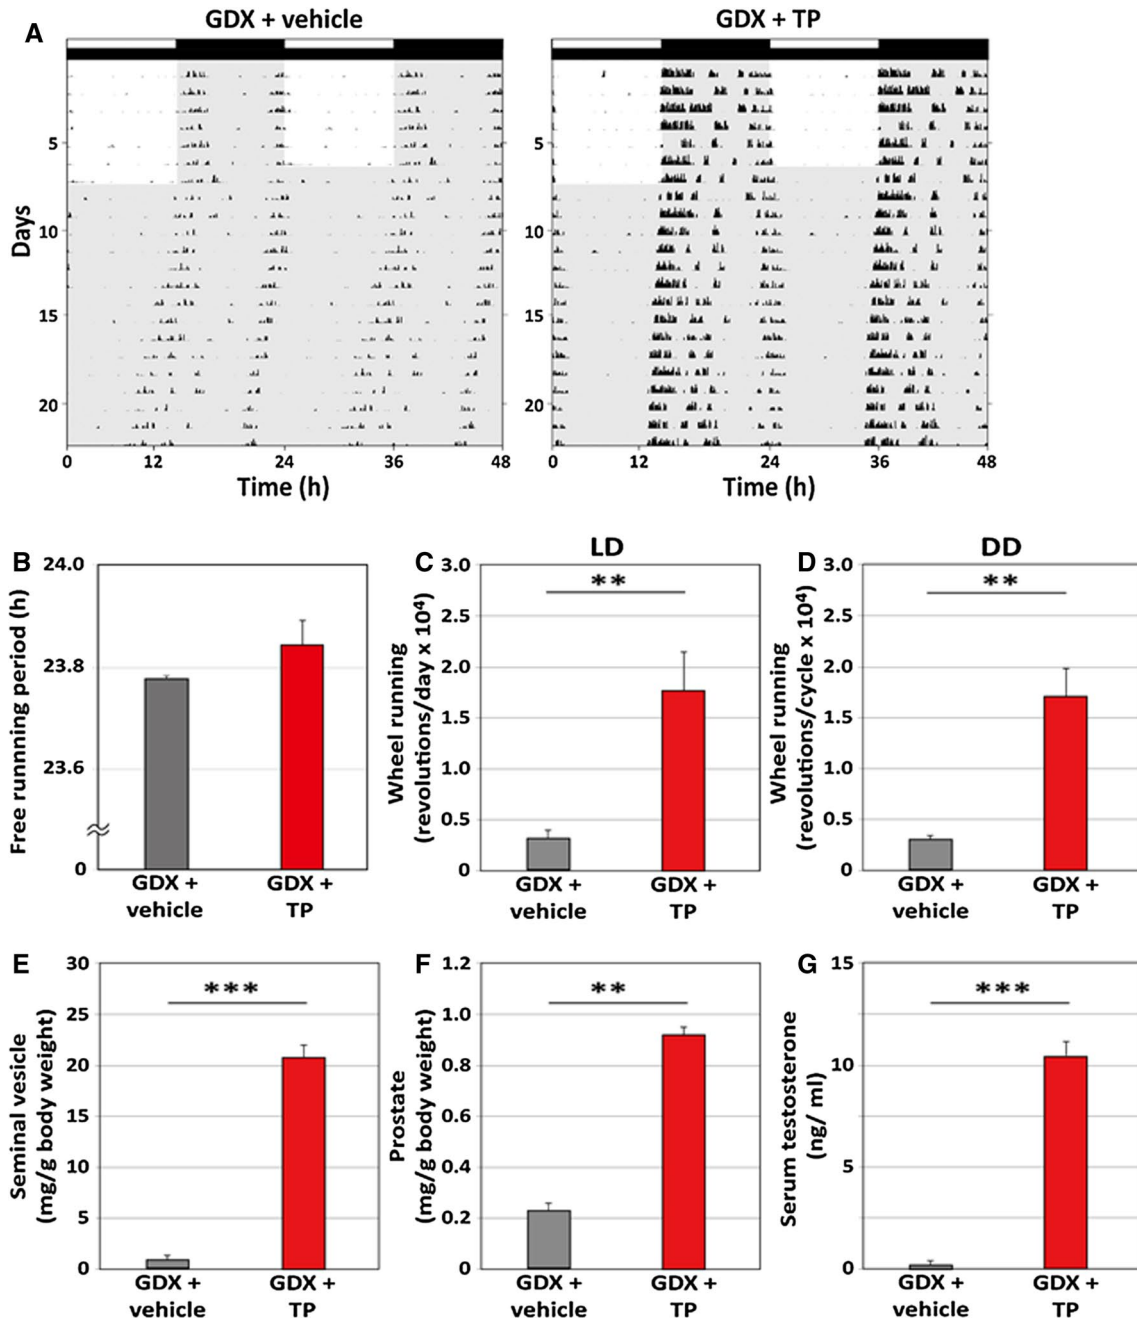 A
GDX + vehicle
GDX + TP
Days
5
10
15
20
5
10
15
20
0
12
24
36
48
0
12
24
36
48
Time (h)
Time (h)
B
Free runnning period (h)
24.0
23.8
23.6
0
GDX +
vehicle
GDX +
TP
C
LD
Wheel running
(revolutions/day x 10⁴)
3.0
2.5
2.0
1.5
1.0
0.5
0
**
GDX +
vehicle
GDX +
TP
D
DD
Wheel running
(revolutions/cycle x 10⁴)
3.0
2.5
2.0
1.5
1.0
0.5
0
**
GDX +
vehicle
GDX +
TP
E
Seminal vesicle
(mg/g body weight)
30
25
20
15
10
5
0
***
GDX +
vehicle
GDX +
TP
F
Prostate
(mg/g body weight)
1.2
1.0
0.8
0.6
0.4
0.2
0
**
GDX +
vehicle
GDX +
TP
G
Serum testosterone
(ng/ ml)
15
10
5
0
***
GDX +
vehicle
GDX +
TP